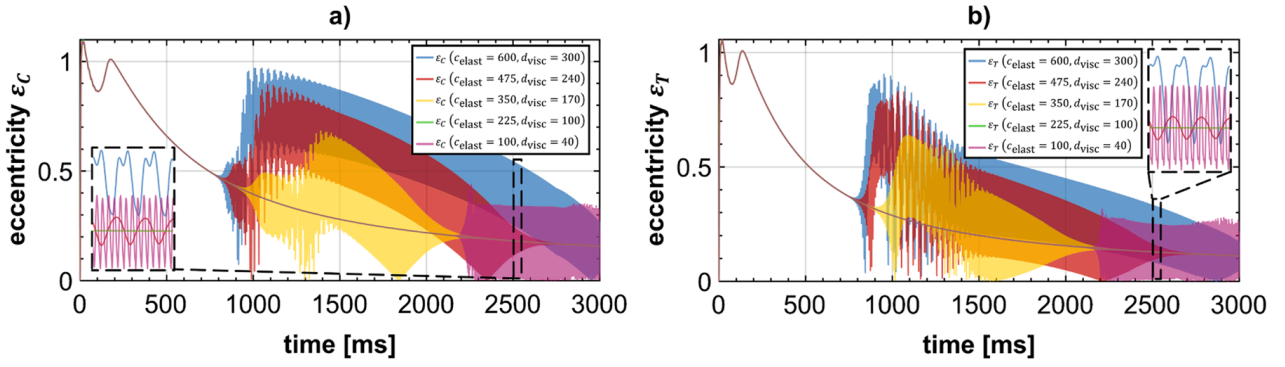 a)
eccentricity ε_C
1
0.5
0
ε_C (c_elast = 600, d_visc = 300)
ε_C (c_elast = 475, d_visc = 240)
ε_C (c_elast = 350, d_visc = 170)
ε_C (c_elast = 225, d_visc = 100)
ε_C (c_elast = 100, d_visc = 40)
0 500 1000 1500 2000 2500 3000
time [ms]
b)
eccentricity ε_T
1
0.5
0
ε_T (c_elast = 600, d_visc = 300)
ε_T (c_elast = 475, d_visc = 240)
ε_T (c_elast = 350, d_visc = 170)
ε_T (c_elast = 225, d_visc = 100)
ε_T (c_elast = 100, d_visc = 40)
0 500 1000 1500 2000 2500 3000
time [ms]